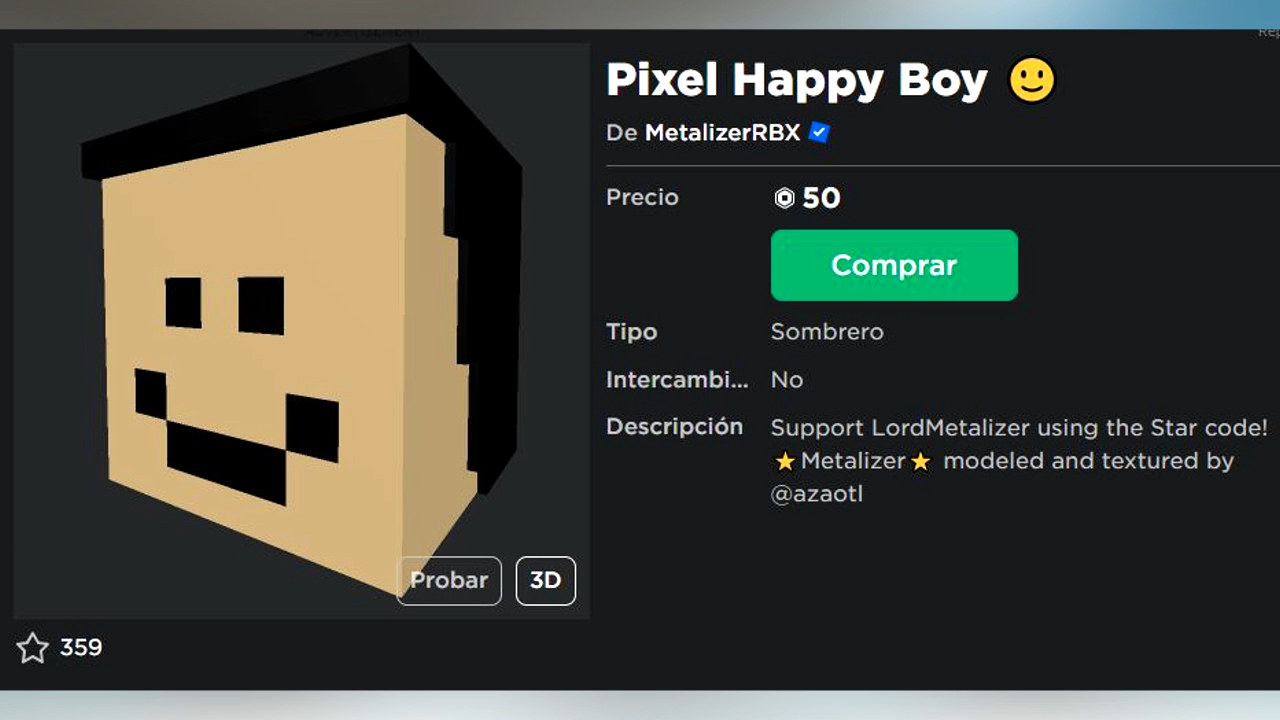 Pixel Happy Boy 🙂
De MetalizerRBX
Precio
50
Comprar
Tipo
Sombrero
Intercambi...
No
Descripción
Support LordMetalizer using the Star code!
⭐Metalizer⭐ modeled and textured by
@azaotl
Probar
3D
359